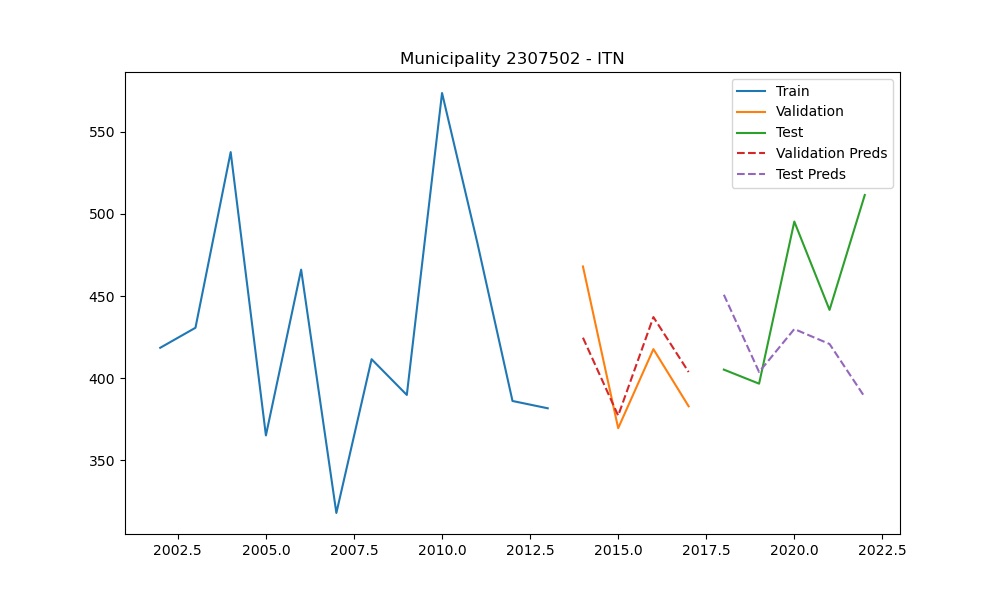 Municipality 2307502 - ITN
Train
Validation
Test
Validation Preds
Test Preds
550
500
450
400
350
2002.5 2005.0 2007.5 2010.0 2012.5 2015.0 2017.5 2020.0 2022.5